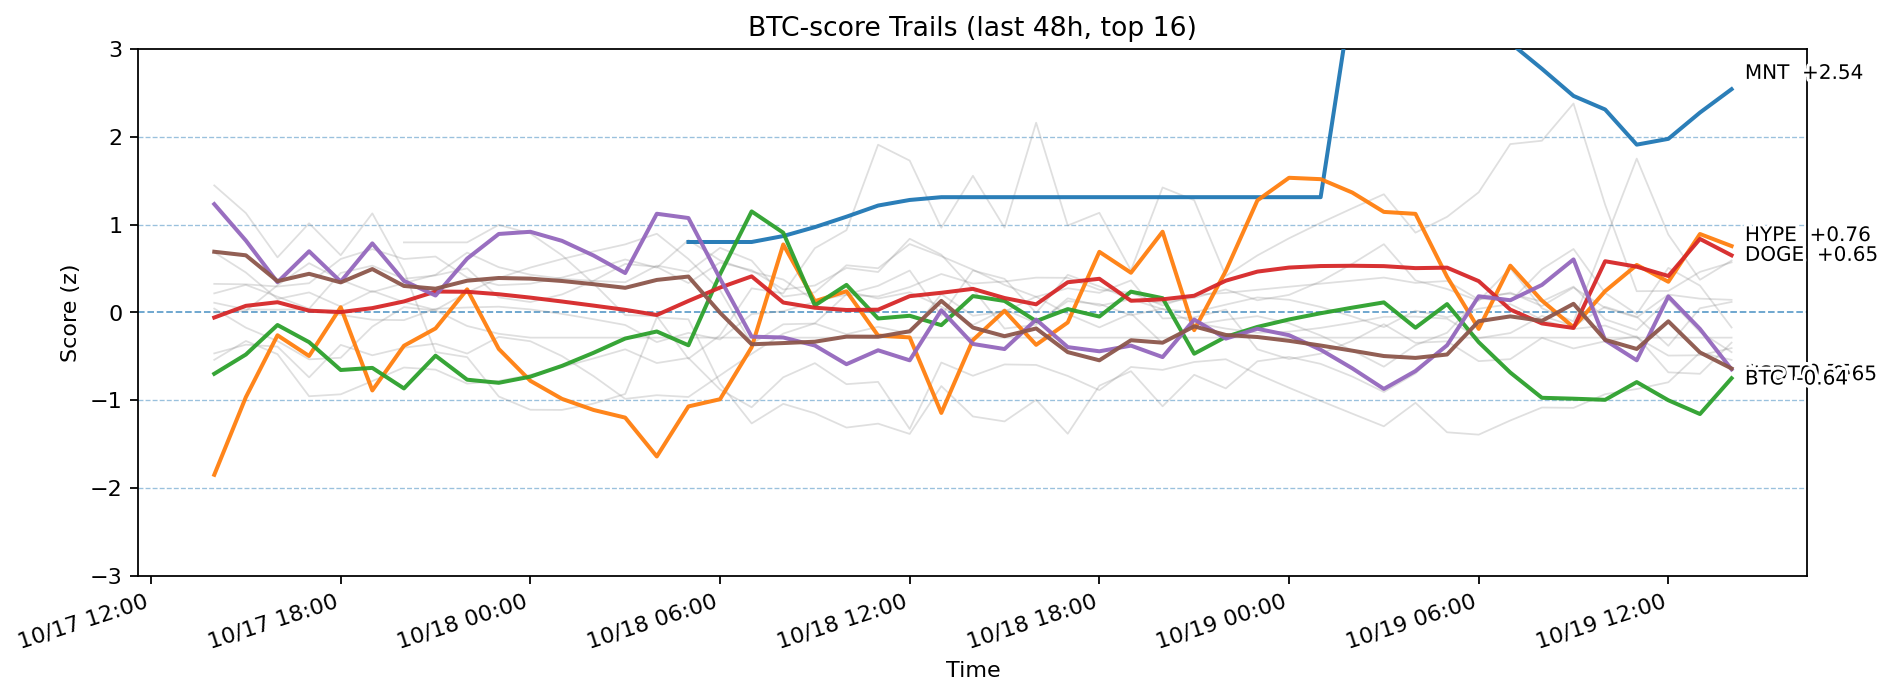 BTC-score Trails (last 48h, top 16)
Score (z)
3
2
1
0
−1
−2
−3
MNT +2.54
HYPE +0.76
DOGE +0.65
BTC −0.64
10/17 12:00
10/17 18:00
10/18 00:00
10/18 06:00
10/18 12:00
10/18 18:00
10/19 00:00
10/19 06:00
10/19 12:00
Time